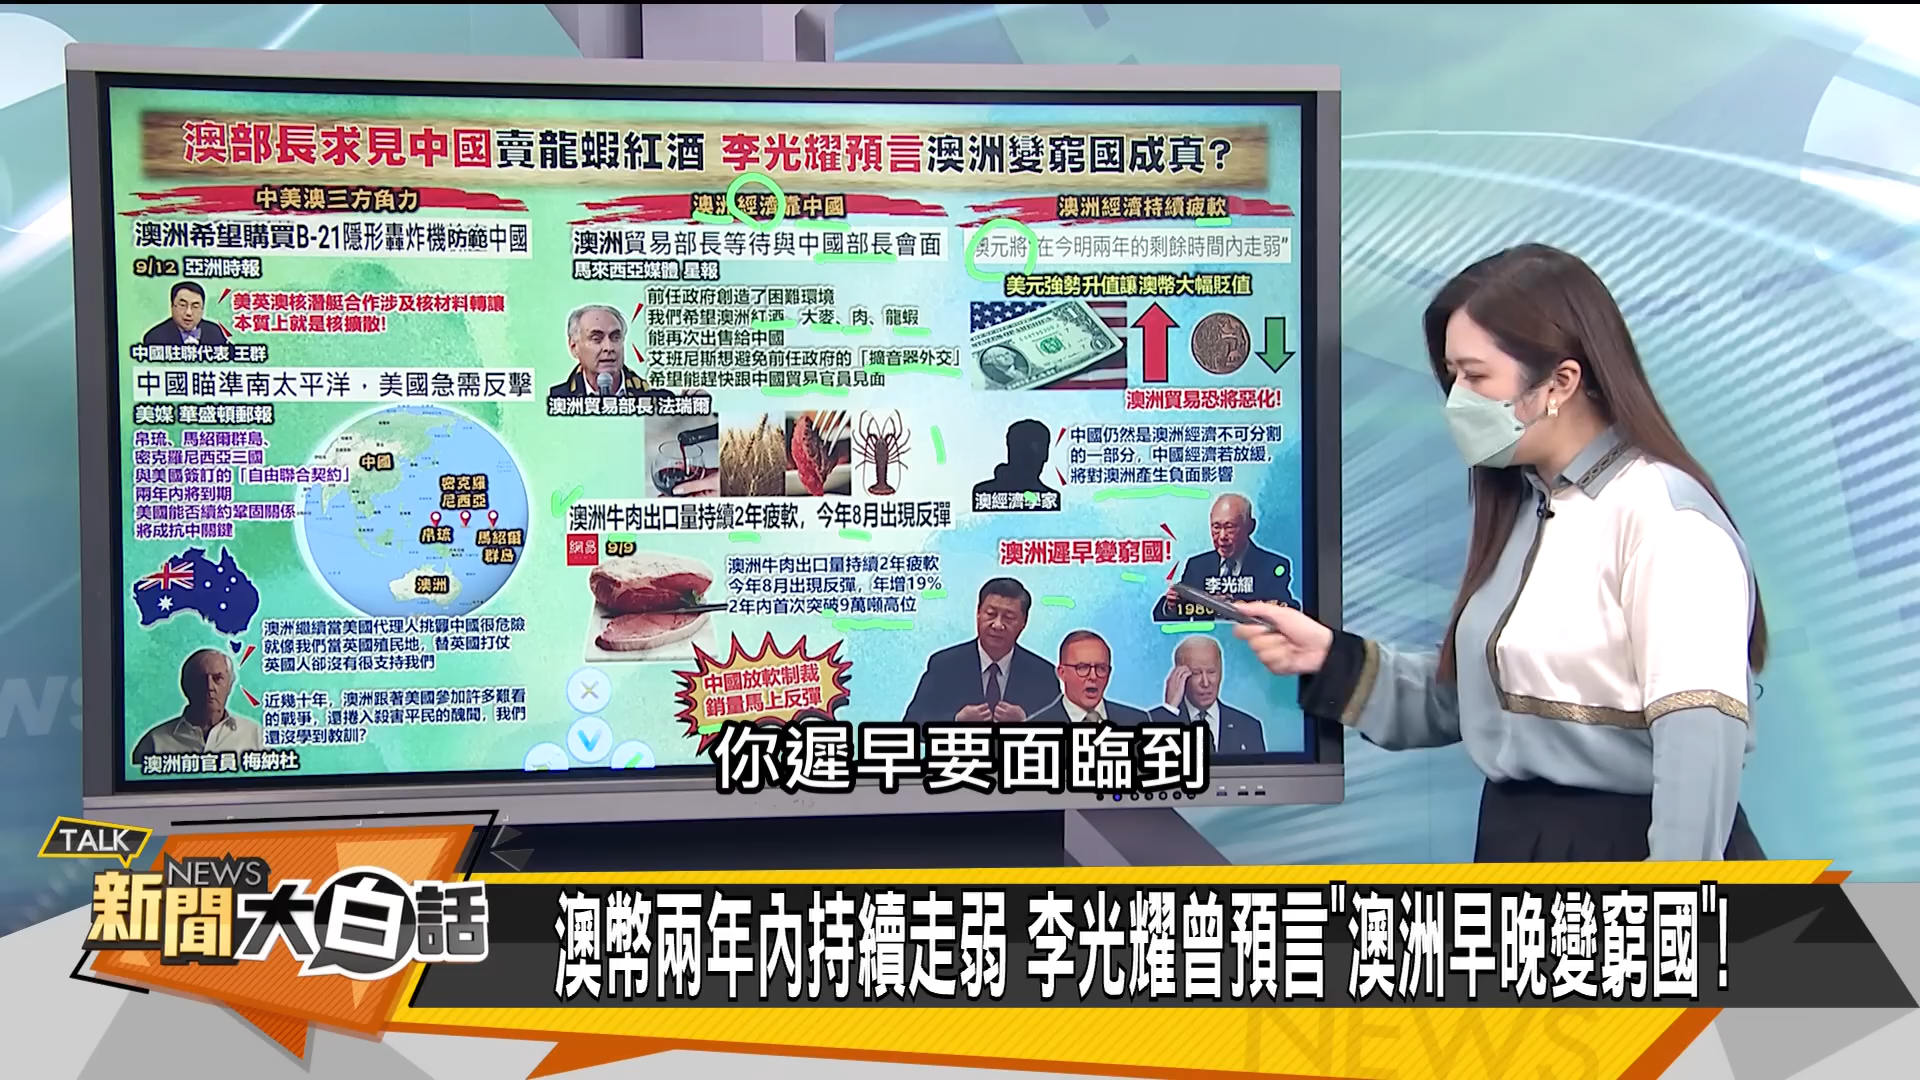 澳部長求見中國賣龍蝦紅酒 李光耀預言澳洲變窮國成真?
中美澳三方角力
澳洲希望購買B-21隱形轟炸機防範中國
9/12 亞洲時報
美英澳核潛艇合作涉及核材料轉讓
本質上就是核擴散!
中國駐聯代表 王群
中國瞄準南太平洋，美國急需反擊
美媒 華盛頓郵報
帛琉、馬紹爾群島、
密克羅尼西亞三國
與美國簽訂的「自由聯合契約」
兩年內將到期
美國能否續約鞏固關係
將成抗中關鍵
中國
密克羅
尼西亞
帛琉
馬紹爾
群島
澳洲
澳洲繼續當美國代理人挑釁中國很危險
就像我們當英國殖民地，替英國打仗
英國人卻沒有很支持我們
近幾十年，澳洲跟著美國參加許多難看
的戰爭，還捲入殺害平民的醜聞，我們
還沒學到教訓?
澳洲前官員 梅納杜
澳洲經濟靠中國
澳洲貿易部長等待與中國部長會面
馬來西亞媒體 星報
前任政府創造了困難環境
我們希望澳洲紅酒、大麥、肉、龍蝦
能再次出售給中國
艾班尼斯想避免前任政府的「擴音器外交」
希望能趕快跟中國貿易官員見面
澳洲貿易部長 法瑞爾
澳洲牛肉出口量持續2年疲軟，今年8月出現反彈
網易
9/9
澳洲牛肉出口量持續2年疲軟
今年8月出現反彈，年增19%
2年內首次突破9萬噸高位
中國放軟制裁
銷量馬上反彈
澳洲經濟持續疲軟
澳元將“在今明兩年的剩餘時間內走弱”
美元強勢升值讓澳幣大幅貶值
澳洲貿易恐將惡化!
中國仍然是澳洲經濟不可分割
的一部分，中國經濟若放緩，
將對澳洲產生負面影響
澳經濟學家
澳洲遲早變窮國!
李光耀
你遲早要面臨到
TALK
NEWS
新聞大白話
澳幣兩年內持續走弱 李光耀曾預言"澳洲早晚變窮國"!
NEWS